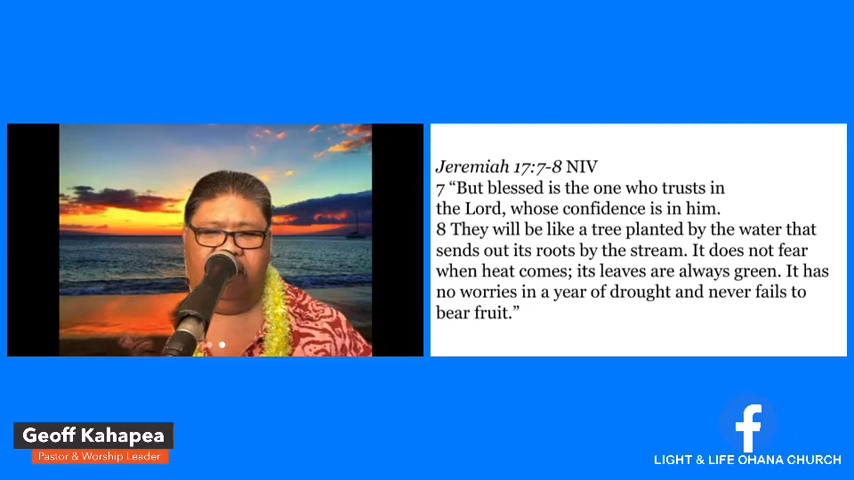 Jeremiah 17:7-8 NIV
7 “But blessed is the one who trusts in
the Lord, whose confidence is in him.
8 They will be like a tree planted by the water that
sends out its roots by the stream. It does not fear
when heat comes; its leaves are always green. It has
no worries in a year of drought and never fails to
bear fruit.”
Geoff Kahapea
Pastor & Worship Leader
f
LIGHT & LIFE OHANA CHURCH